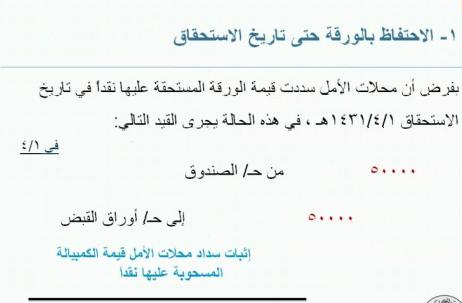 ١- الاحتفاظ بالورقة حتى تاريخ الاستحقاق
بفرض أن محلات الأمل سددت قيمة الورقة المستحقة عليها نقداً في تاريخ
الاستحقاق ١٤٣١/٤/١هـ ، في هذه الحالة يجرى القيد التالي:
في ٤/١
٥٠٠٠٠ من حـ/ الصندوق
٥٠٠٠٠ إلى حـ/ أوراق القبض
إثبات سداد محلات الأمل قيمة الكمبيالة
المسحوبة عليها نقداً